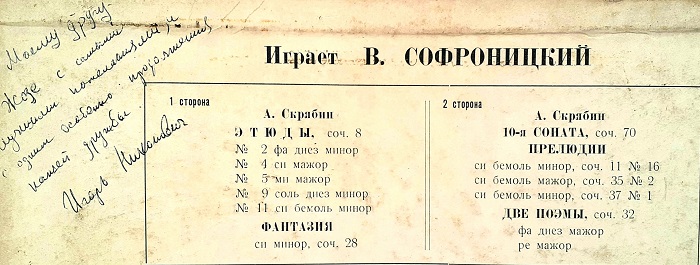 Моему другу
Жозе с самыми
лучшими пожеланиями и
с одним особенно: продолжения
нашей дружбы.
Игорь Никонович
Играет В. СОФРОНИЦКИЙ
1 сторона
А. Скрябин
ЭТЮДЫ, соч. 8
№ 2 фа диез минор
№ 4 си мажор
№ 5 ми мажор
№ 9 соль диез минор
№ 11 си бемоль минор
ФАНТАЗИЯ
си минор, соч. 28
2 сторона
А. Скрябин
10-я СОНАТА, соч. 70
ПРЕЛЮДИИ
си бемоль минор, соч. 11 № 16
си бемоль мажор, соч. 35 № 2
си бемоль минор, соч. 37 № 1
ДВЕ ПОЭМЫ, соч. 32
фа диез мажор
ре мажор